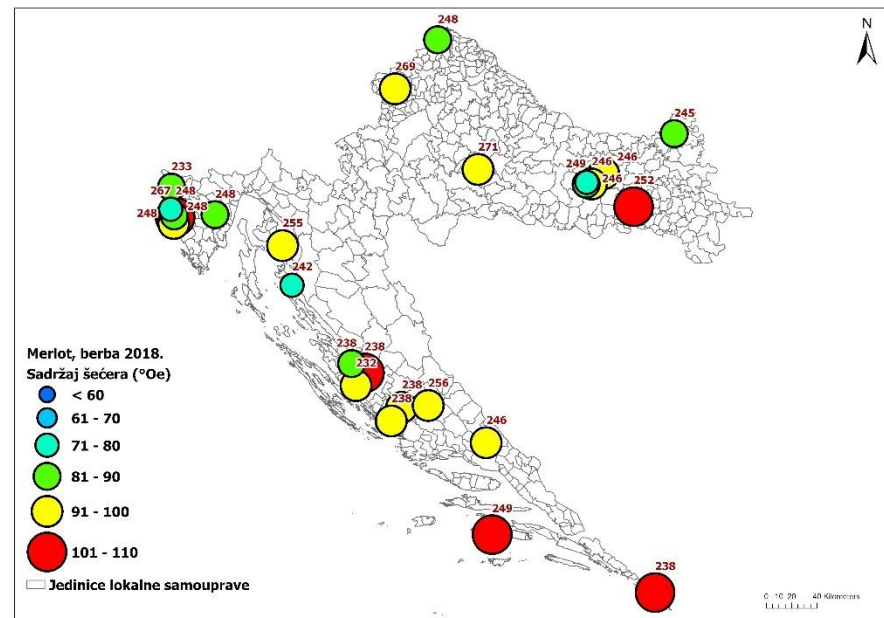 248
N
269
245
271
249 246 246
246
252
233
267 248
248
248
248
255
242
238 238
232
238 256
238
246
249
238
Merlot, berba 2018.
Sadržaj šećera (°Oe)
< 60
61 - 70
71 - 80
81 - 90
91 - 100
101 - 110
Jedinice lokalne samouprave
0 10 20 40 Kilometers